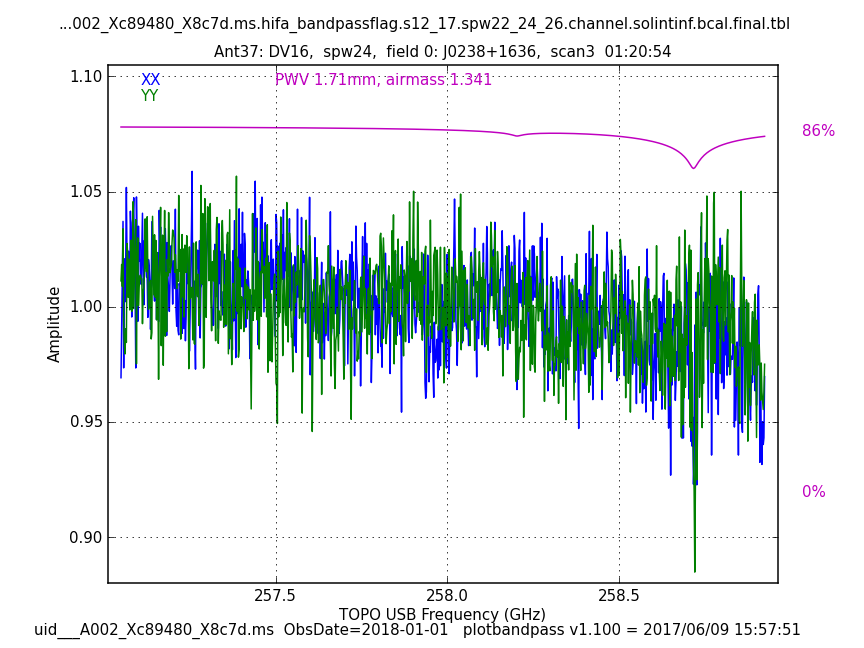 ...002_Xc89480_X8c7d.ms.hifa_bandpassflag.s12_17.spw22_24_26.channel.solintinf.bcal.final.tbl
Ant37: DV16,  spw24,  field 0: J0238+1636,  scan3  01:20:54
XX
YY
PWV 1.71mm, airmass 1.341
86%
0%
1.10
1.05
1.00
0.95
0.90
Amplitude
257.5
258.0
258.5
TOPO USB Frequency (GHz)
uid___A002_Xc89480_X8c7d.ms  ObsDate=2018-01-01   plotbandpass v1.100 = 2017/06/09 15:57:51